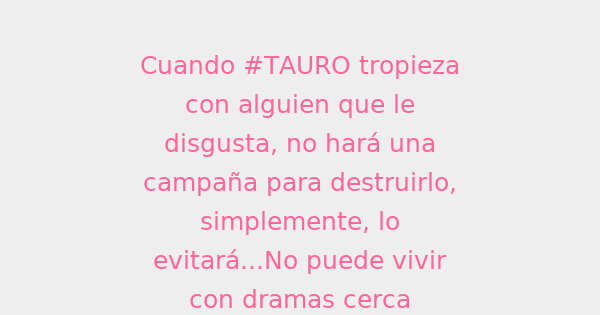 Cuando #TAURO tropieza
con alguien que le
disgusta, no hará una
campaña para destruirlo,
simplemente, lo
evitará...No puede vivir
con dramas cerca